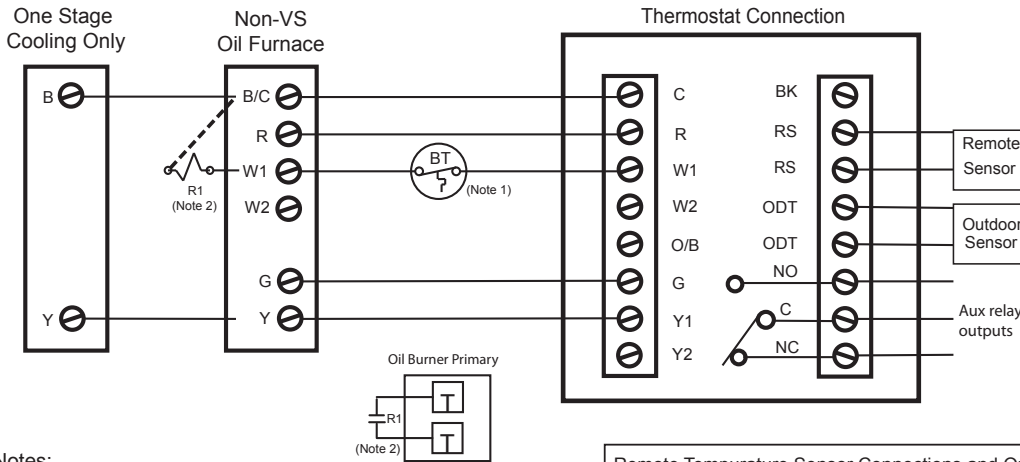 One Stage
Cooling Only
Non-VS
Oil Furnace
Thermostat Connection
B
B/C
C
BK
R
R
RS
Remote
W1
BT
W1
RS
Sensor
R1
(Note 2)
(Note 1)
W2
W2
ODT
Outdoor
O/B
ODT
Sensor
G
G
NO
Y
Y
Y1
C
Aux relay
outputs
Y2
NC
Oil Burner Primary
T
R1
(Note 2)
T
Notes:
Remote Tempurature Sensor Connections and